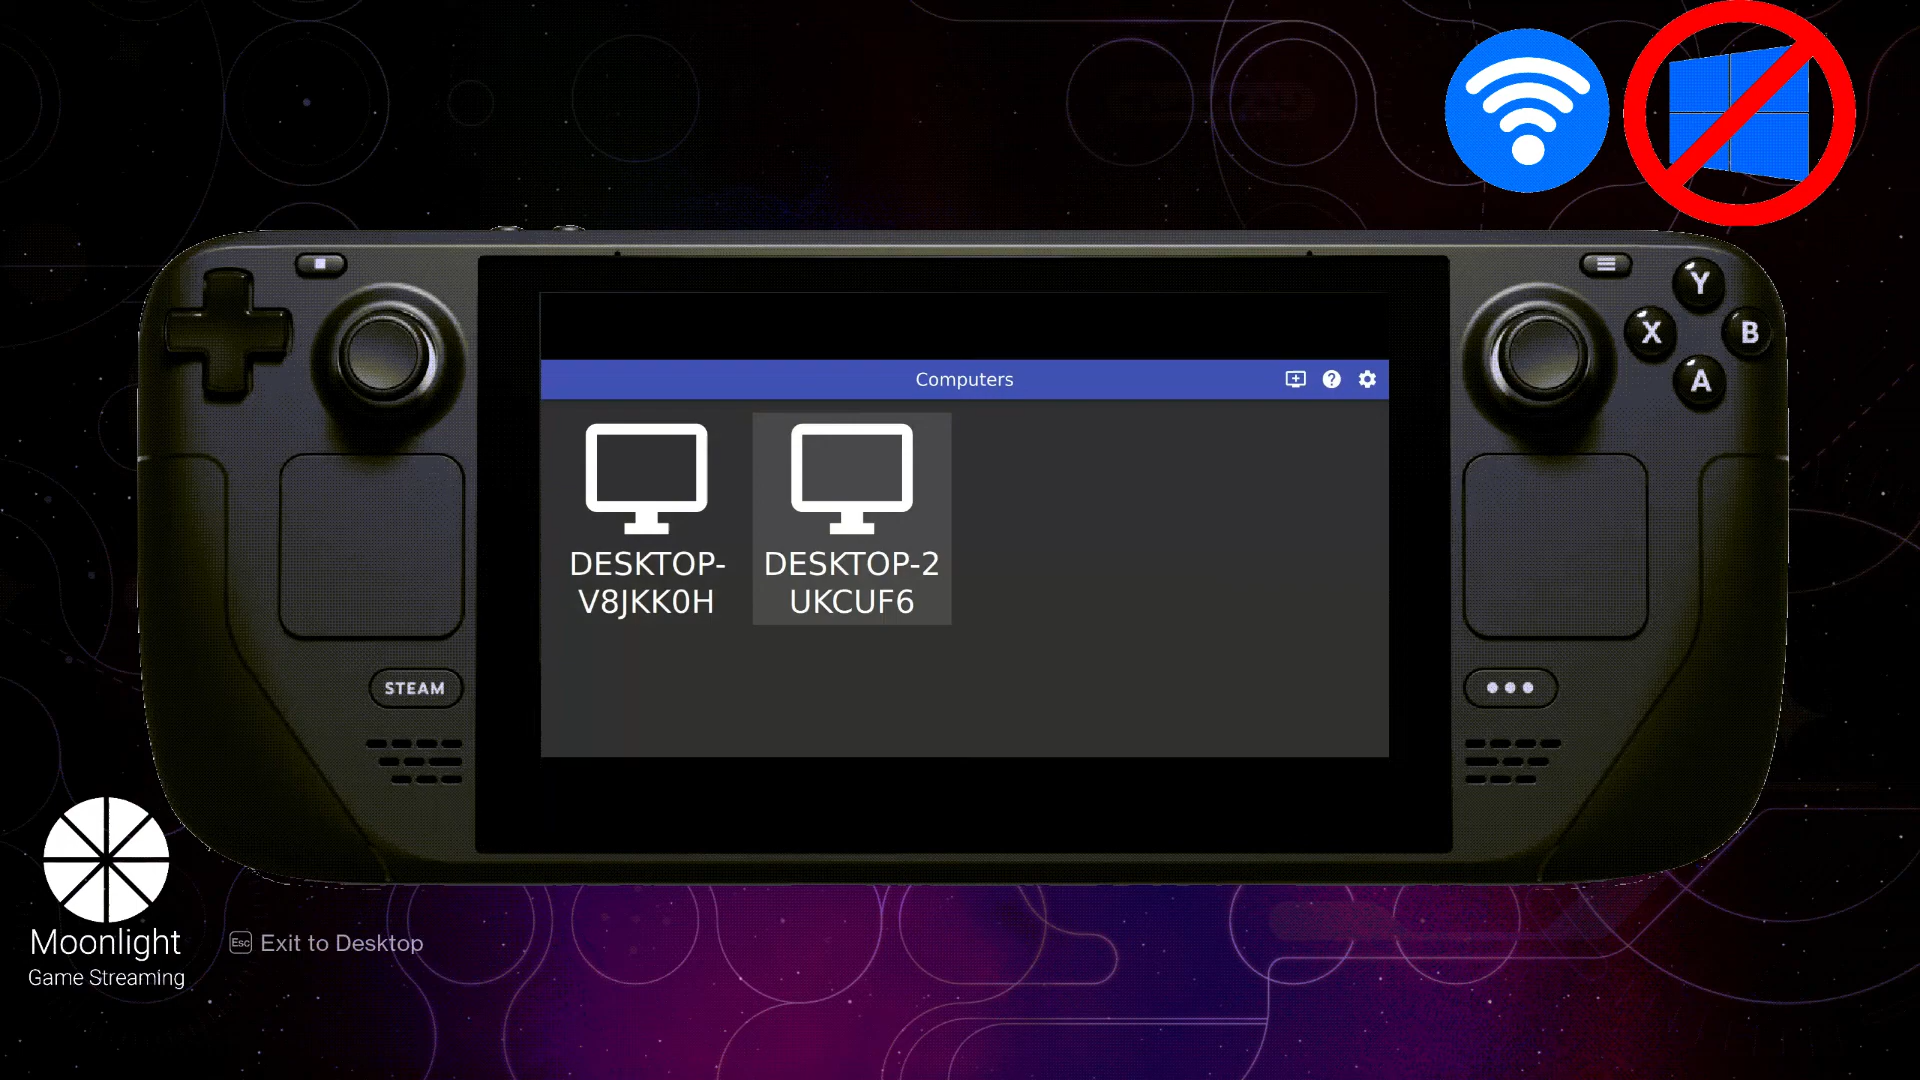 Y
X
B
A
Computers
DESKTOP-
V8JKK0H
DESKTOP-2
UKCUF6
STEAM
Moonlight
Game Streaming
Esc Exit to Desktop